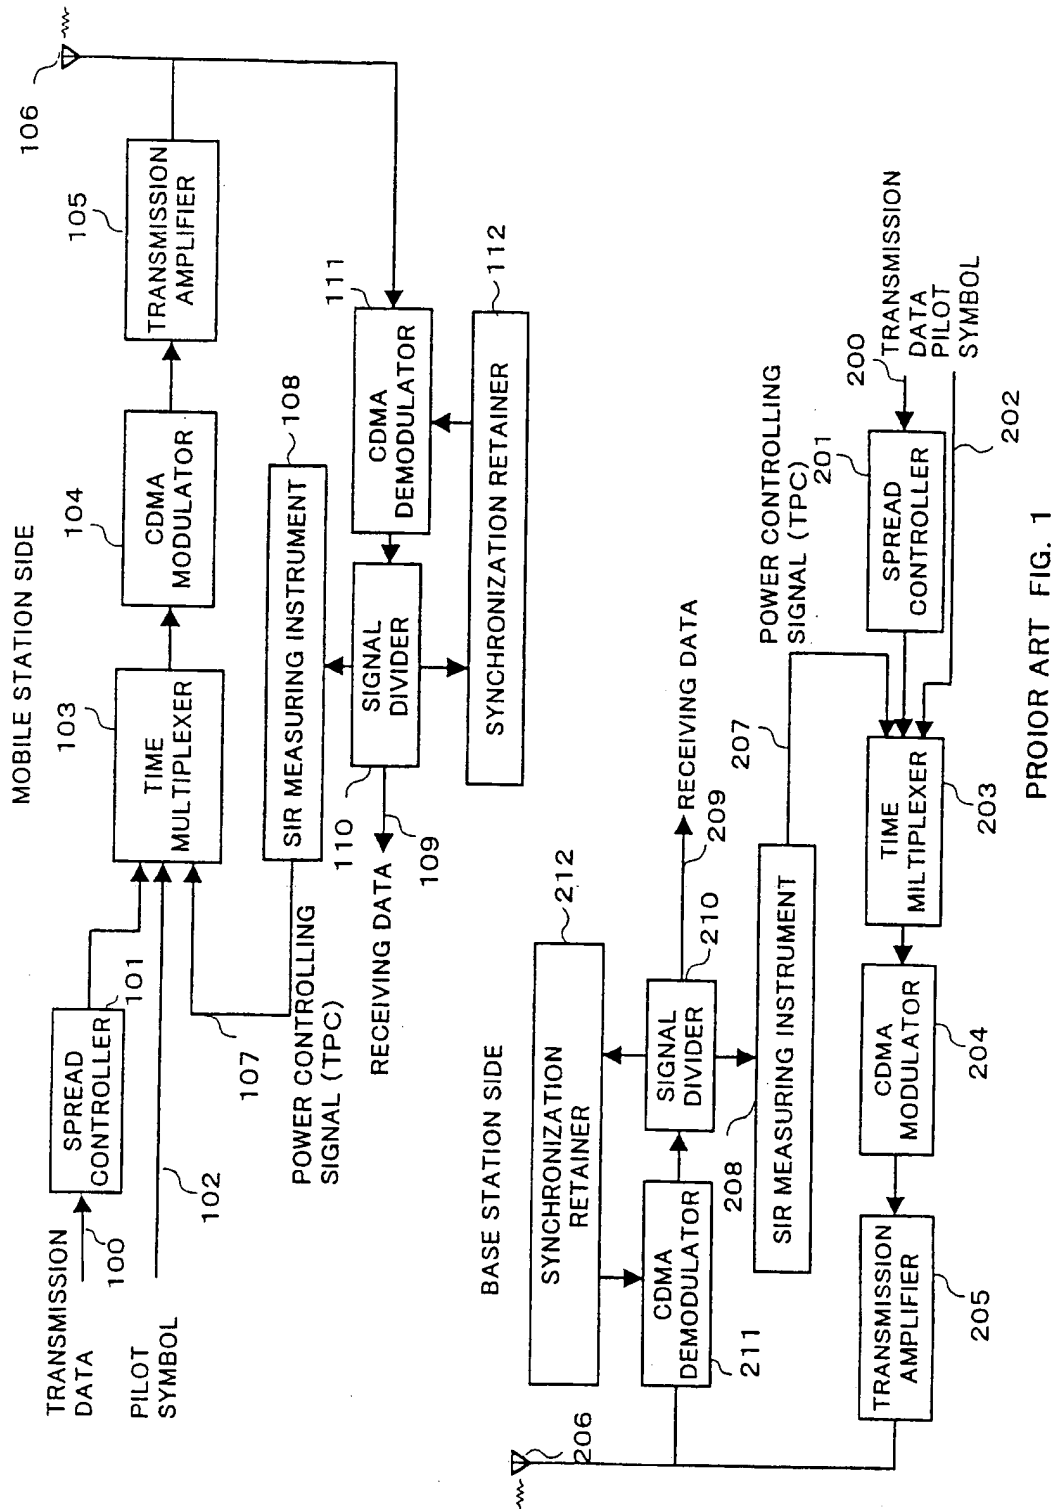 MOBILE STATION SIDE
TRANSMISSION
DATA
100
PILOT
SYMBOL
102
SPREAD
CONTROLLER
101
TIME
MULTIPLEXER
103
CDMA
MODULATOR
104
TRANSMISSION
AMPLIFIER
105
106
107
POWER CONTROLLING
SIGNAL (TPC)
SIR MEASURING INSTRUMENT
108
RECEIVING DATA
109
SIGNAL
DIVIDER
110
CDMA
DEMODULATOR
111
SYNCHRONIZATION RETAINER
112
BASE STATION SIDE
206
SYNCHRONIZATION
RETAINER
212
CDMA
DEMODULATOR
211
SIGNAL
DIVIDER
210
RECEIVING DATA
209
SIR MEASURING INSTRUMENT
208
207
POWER CONTROLLING
SIGNAL (TPC)
TRANSMISSION
AMPLIFIER
205
CDMA
MODULATOR
204
TIME
MILTIPLEXER
203
SPREAD
CONTROLLER
201
200
TRANSMISSION
DATA
PILOT
SYMBOL
202
PROIOR ART FIG. 1